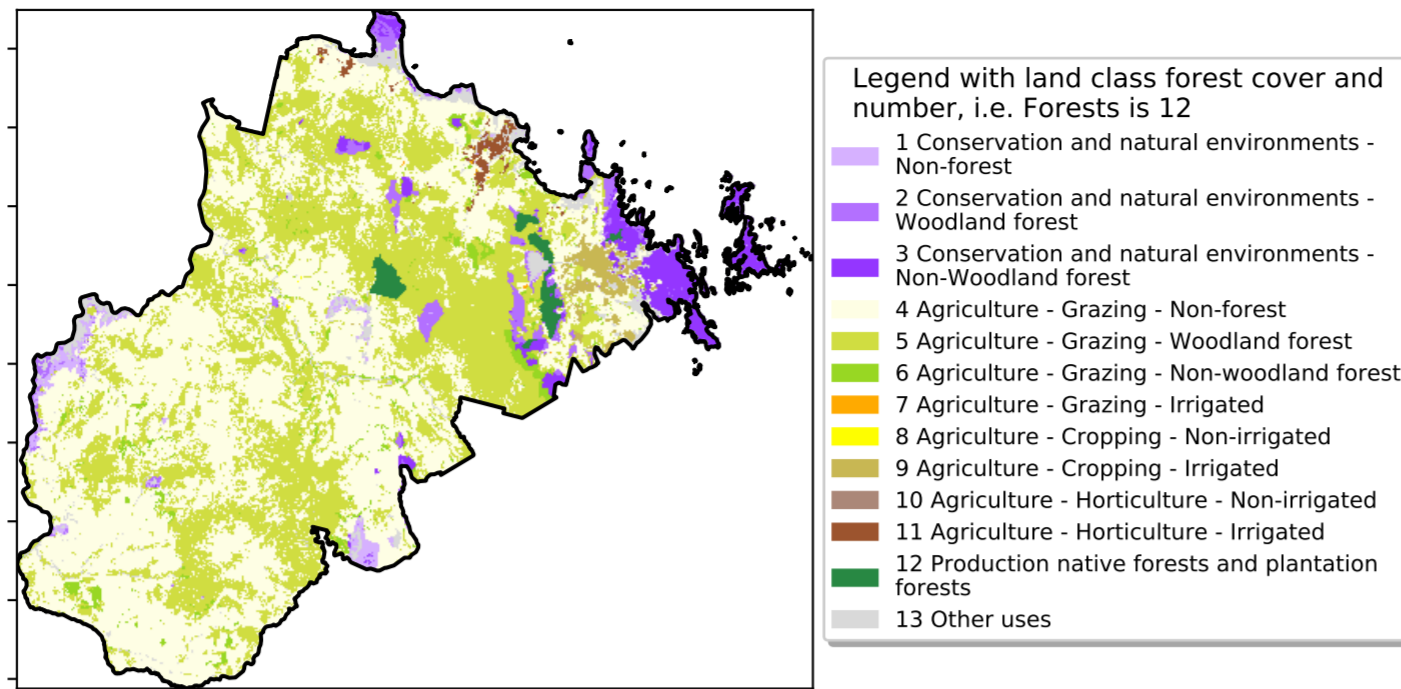 Legend with land class forest cover and
number, i.e. Forests is 12
1 Conservation and natural environments -
Non-forest
2 Conservation and natural environments -
Woodland forest
3 Conservation and natural environments -
Non-Woodland forest
4 Agriculture - Grazing - Non-forest
5 Agriculture - Grazing - Woodland forest
6 Agriculture - Grazing - Non-woodland forest
7 Agriculture - Grazing - Irrigated
8 Agriculture - Cropping - Non-irrigated
9 Agriculture - Cropping - Irrigated
10 Agriculture - Horticulture - Non-irrigated
11 Agriculture - Horticulture - Irrigated
12 Production native forests and plantation
forests
13 Other uses